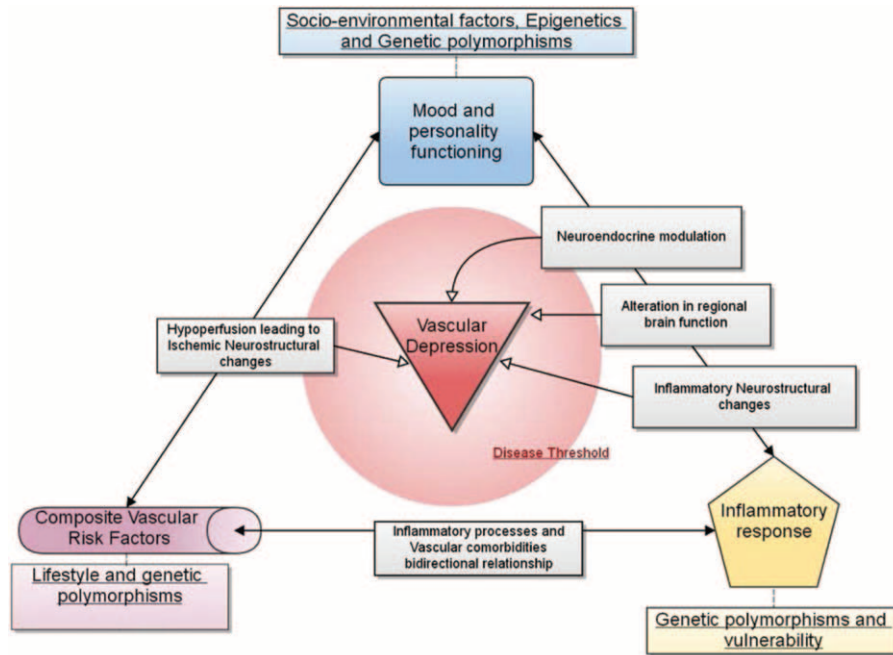 Socio-environmental factors, Epigenetics
and Genetic polymorphisms
Mood and
personality
functioning
Neuroendocrine modulation
Alteration in regional
brain function
Vascular
Depression
Hypoperfusion leading to
Ischemic Neurostructural
changes
Inflammatory Neurostructural
changes
Disease Threshold
Composite Vascular
Risk Factors
Inflammatory processes and
Vascular comorbidities
bidirectional relationship
Inflammatory
response
Lifestyle and genetic
polymorphisms
Genetic polymorphisms and
vulnerability